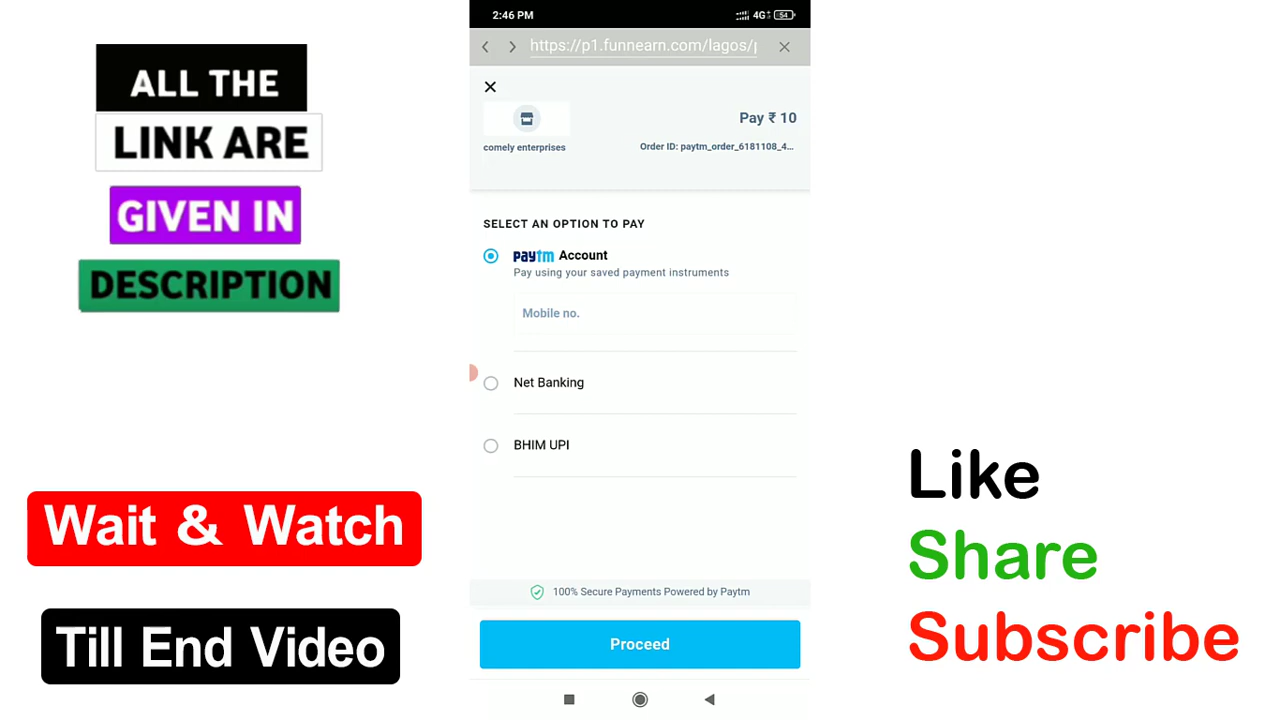 ALL THE
LINK ARE
GIVEN IN
DESCRIPTION
Wait & Watch
Till End Video
2:46 PM
4G
54
https://p1.funnearn.com/lagos/p
Pay ₹ 10
comely enterprises
Order ID: paytm_order_6181108_4...
SELECT AN OPTION TO PAY
paytm Account
Pay using your saved payment instruments
Mobile no.
Net Banking
BHIM UPI
100% Secure Payments Powered by Paytm
Proceed
Like
Share
Subscribe